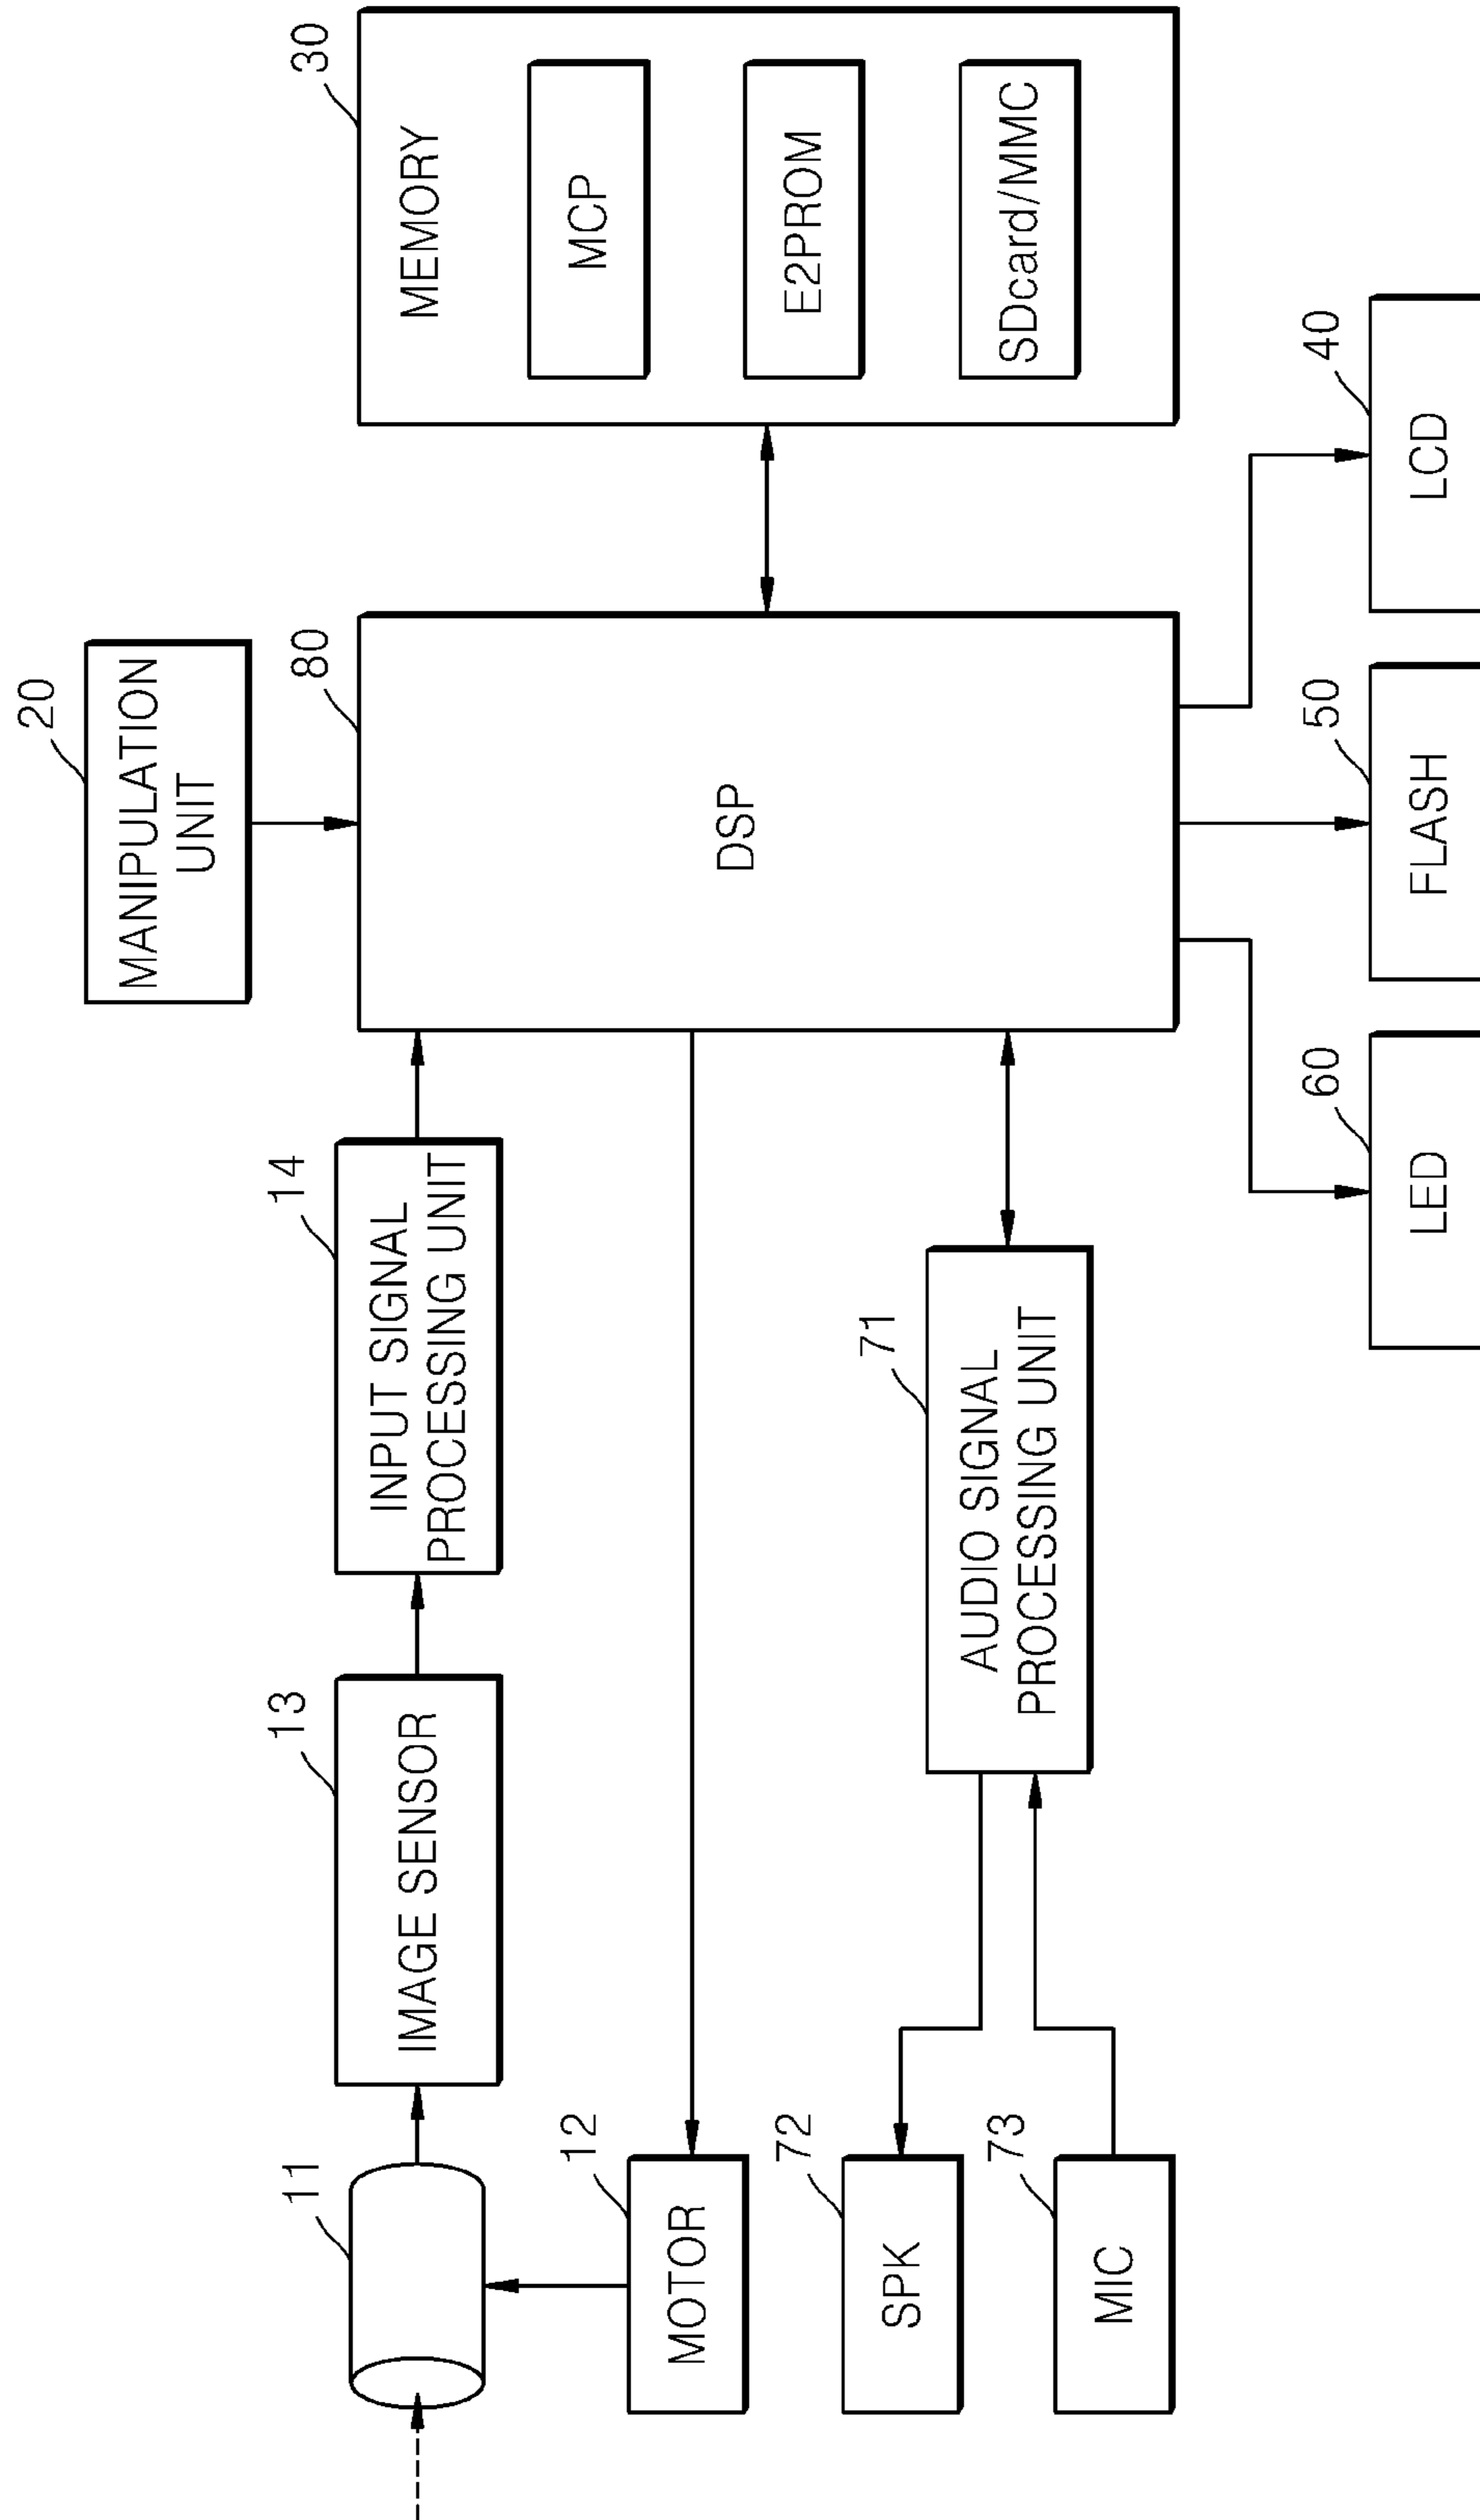 20
MANIPULATION
UNIT
11
13
IMAGE SENSOR
14
INPUT SIGNAL
PROCESSING UNIT
80
DSP
30
MEMORY
MCP
E2PROM
SDcard/MMC
12
MOTOR
72
SPK
73
MIC
71
AUDIO SIGNAL
PROCESSING UNIT
60
LED
50
FLASH
40
LCD